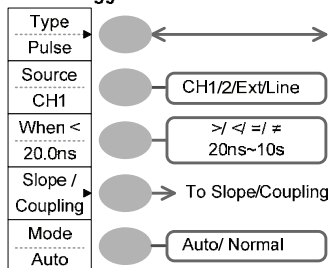 Type
Pulse
Source
CH1
CH1/2/Ext/Line
When <
20.0ns
>/ </ =/ ≠
20ns~10s
Slope /
Coupling
To Slope/Coupling
Mode
Auto
Auto/ Normal